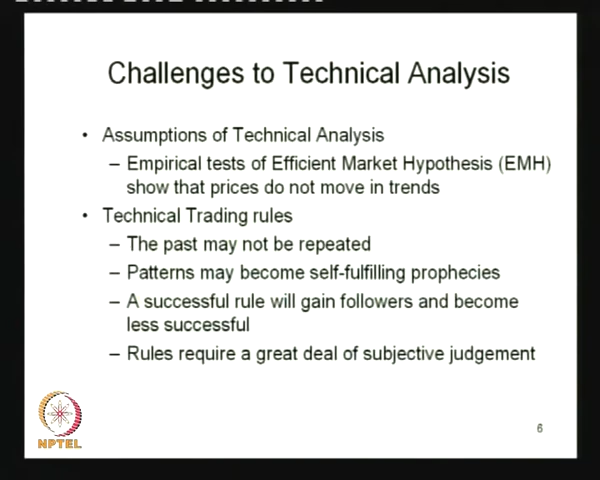 Challenges to Technical Analysis
• Assumptions of Technical Analysis
– Empirical tests of Efficient Market Hypothesis (EMH)
show that prices do not move in trends
• Technical Trading rules
– The past may not be repeated
– Patterns may become self-fulfilling prophecies
– A successful rule will gain followers and become
less successful
– Rules require a great deal of subjective judgement
NPTEL
6